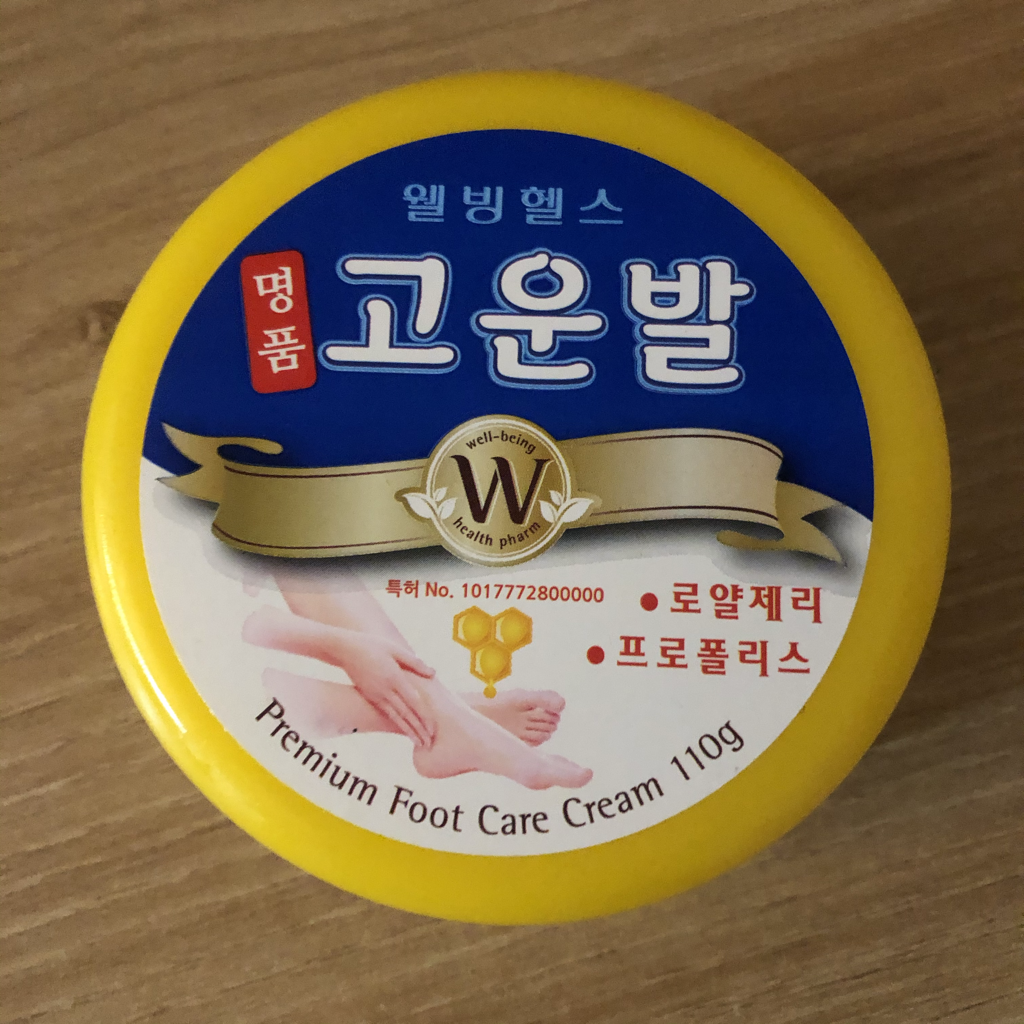 웰빙헬스
명품
고운발
well-being
W
health pharm
특허 No. 1017772800000
• 로얄제리
• 프로폴리스
Premium Foot Care Cream 110g